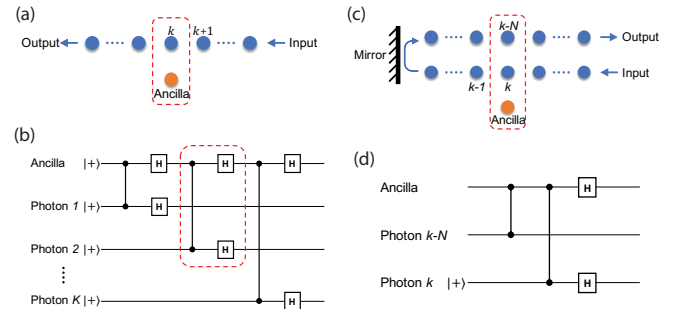 (a)
k
k+1
Output
Input
Ancilla
(b)
Ancilla |+⟩ H H H
Photon 1 |+⟩ H
Photon 2 |+⟩ H
Photon K |+⟩ H
(c)
k-N
Output
Mirror
Input
k-1
k
Ancilla
(d)
Ancilla H
Photon k-N
Photon k |+⟩ H